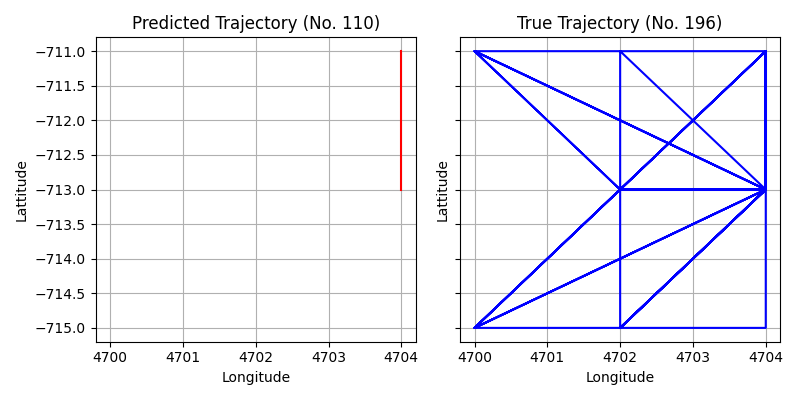 Predicted Trajectory (No. 110)
True Trajectory (No. 196)
Lattitude
−711.0
−711.5
−712.0
−712.5
−713.0
−713.5
−714.0
−714.5
−715.0
4700 4701 4702 4703 4704
Longitude
Lattitude
4700 4701 4702 4703 4704
Longitude